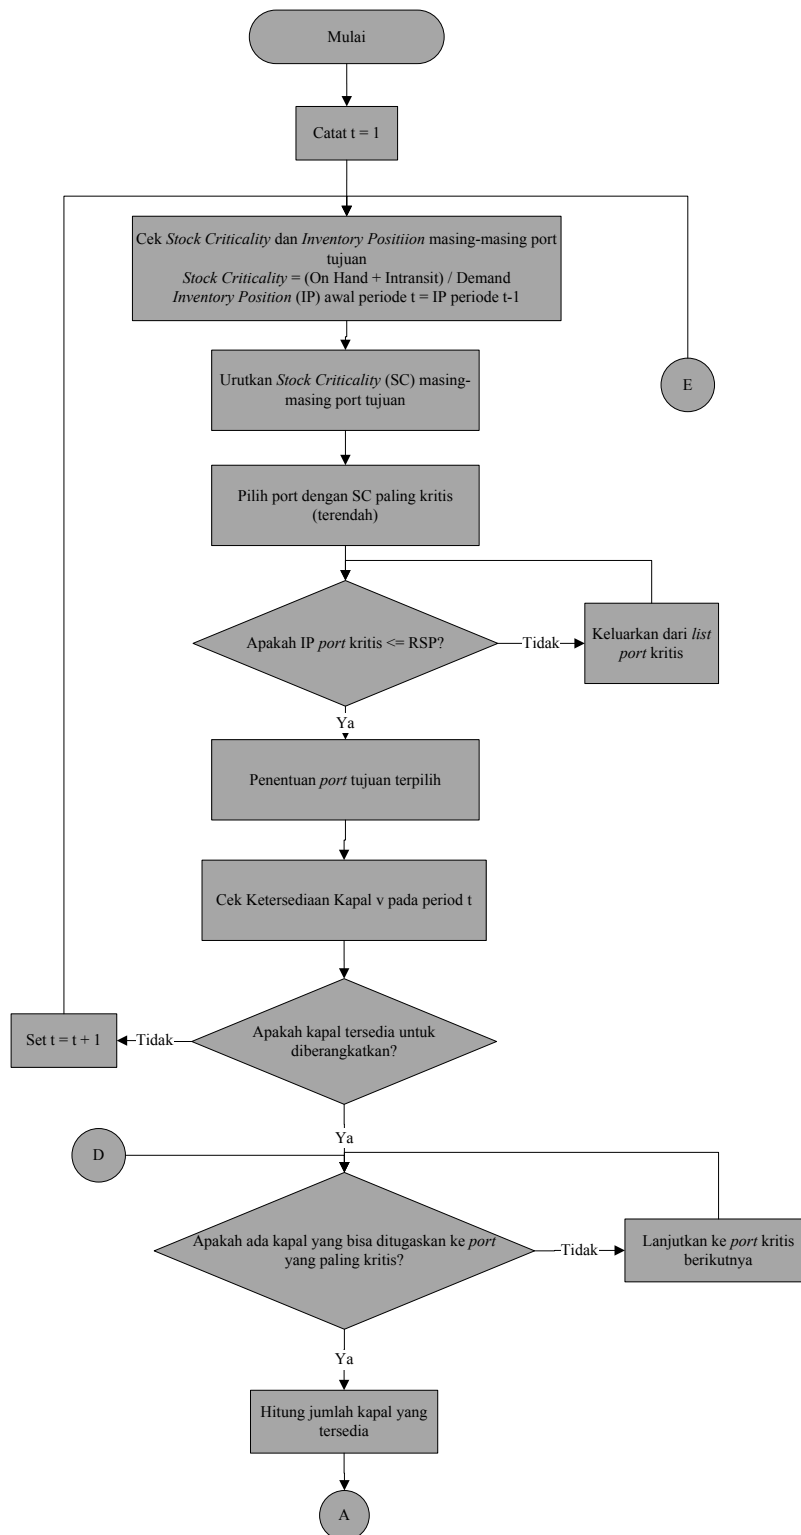 Mulai
Catat t = 1
Cek Stock Criticality dan Inventory Positiion masing-masing port
tujuan
Stock Criticality = (On Hand + Intransit) / Demand
Inventory Position (IP) awal periode t = IP periode t-1
Urutkan Stock Criticality (SC) masing-
masing port tujuan
E
Pilih port dengan SC paling kritis
(terendah)
Apakah IP port kritis <= RSP?
Tidak
Keluarkan dari list
port kritis
Ya
Penentuan port tujuan terpilih
Cek Ketersediaan Kapal v pada period t
Apakah kapal tersedia untuk
diberangkatkan?
Tidak
Set t = t + 1
Ya
D
Apakah ada kapal yang bisa ditugaskan ke port
yang paling kritis?
Tidak
Lanjutkan ke port kritis
berikutnya
Ya
Hitung jumlah kapal yang
tersedia
A